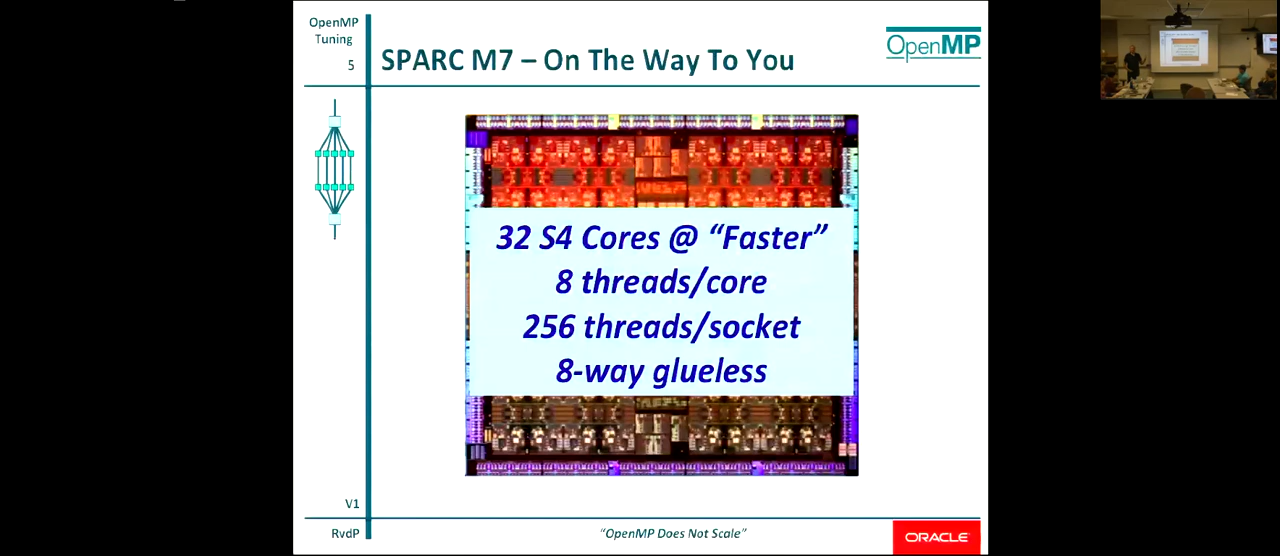 OpenMP
Tuning
5
SPARC M7 – On The Way To You
OpenMP
32 S4 Cores @ “Faster”
8 threads/core
256 threads/socket
8-way glueless
V1
RvdP
“OpenMP Does Not Scale”
ORACLE